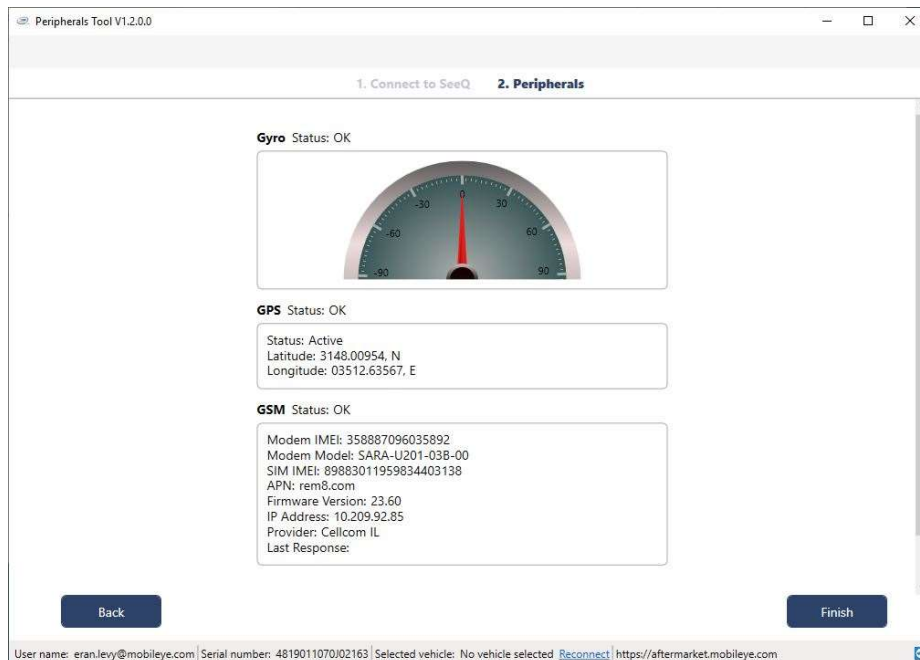 Peripherals Tool V1.2.0.0
1. Connect to SeeQ 2. Peripherals
Gyro Status: OK
0
-30 30
-60 60
-90 90
GPS Status: OK
Status: Active
Latitude: 3148.00954, N
Longitude: 03512.63567, E
GSM Status: OK
Modem IMEI: 358887096035892
Modem Model: SARA-U201-03B-00
SIM IMEI: 89883011959834403138
APN: rem8.com
Firmware Version: 23.60
IP Address: 10.209.92.85
Provider: Cellcom IL
Last Response:
Back Finish
User name: eran.levy@mobileye.com Serial number: 4819011070J02163 Selected vehicle: No vehicle selected Reconnect https://aftermarket.mobileye.com